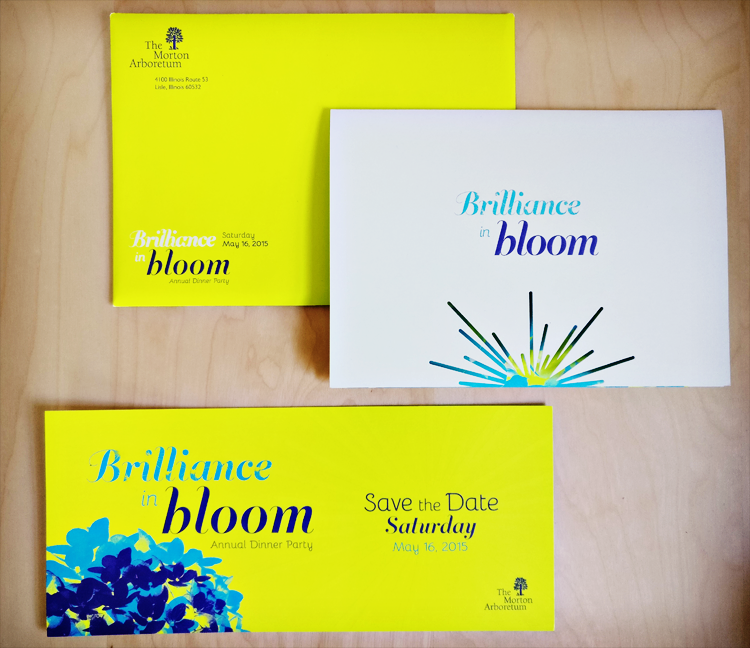 The
Morton
Arboretum
4100 Illinois Route 53
Lisle, Illinois 60532
Brilliance
in bloom
Annual Dinner Party
Saturday
May 16, 2015
Brilliance
in bloom
Brilliance
in bloom
Annual Dinner Party
Save the Date
Saturday
May 16, 2015
The
Morton
Arboretum